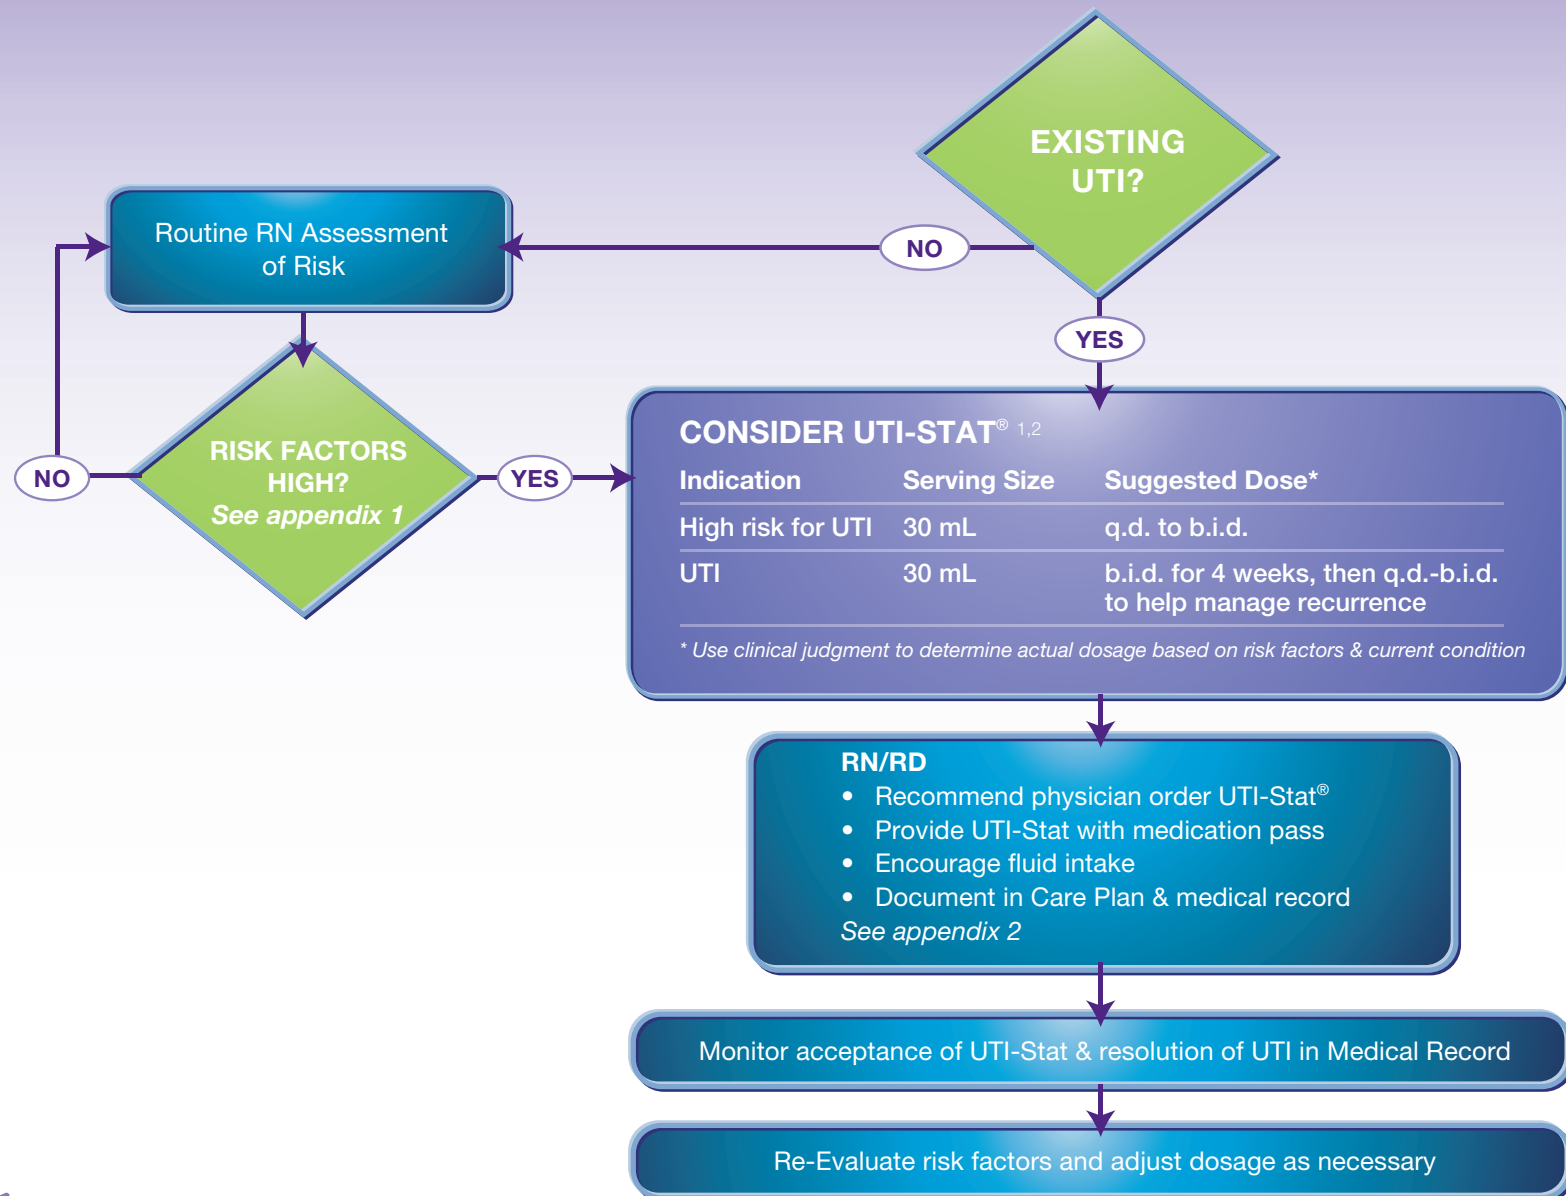 EXISTING
UTI?
NO
YES
Routine RN Assessment
of Risk
RISK FACTORS
HIGH?
See appendix 1
NO
YES
CONSIDER UTI-STAT® 1,2
Indication Serving Size Suggested Dose*
High risk for UTI 30 mL q.d. to b.i.d.
UTI 30 mL b.i.d. for 4 weeks, then q.d.-b.i.d.
to help manage recurrence
* Use clinical judgment to determine actual dosage based on risk factors & current condition
RN/RD
• Recommend physician order UTI-Stat®
• Provide UTI-Stat with medication pass
• Encourage fluid intake
• Document in Care Plan & medical record
See appendix 2
Monitor acceptance of UTI-Stat & resolution of UTI in Medical Record
Re-Evaluate risk factors and adjust dosage as necessary